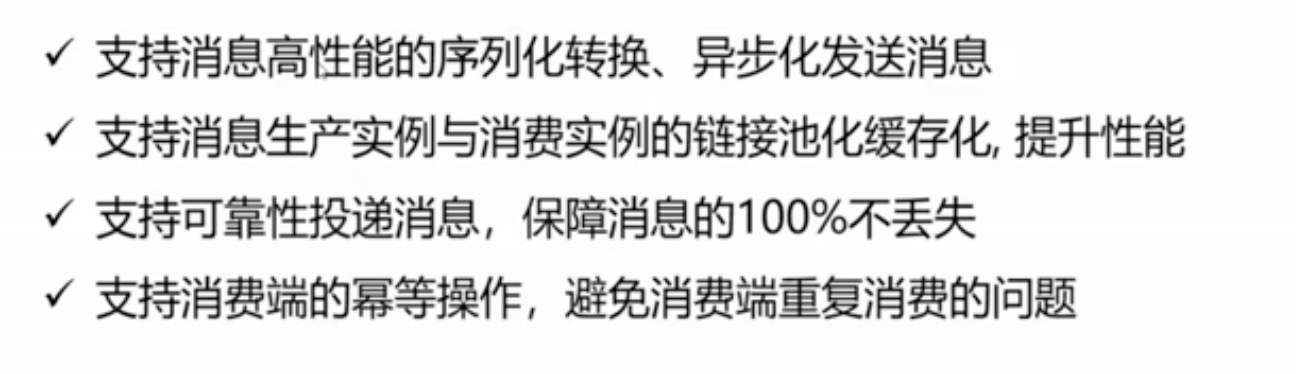 ✓ 支持消息高性能的序列化转换、异步化发送消息
✓ 支持消息生产实例与消费实例的链接池化缓存化, 提升性能
✓ 支持可靠性投递消息，保障消息的100%不丢失
✓ 支持消费端的幂等操作，避免消费端重复消费的问题